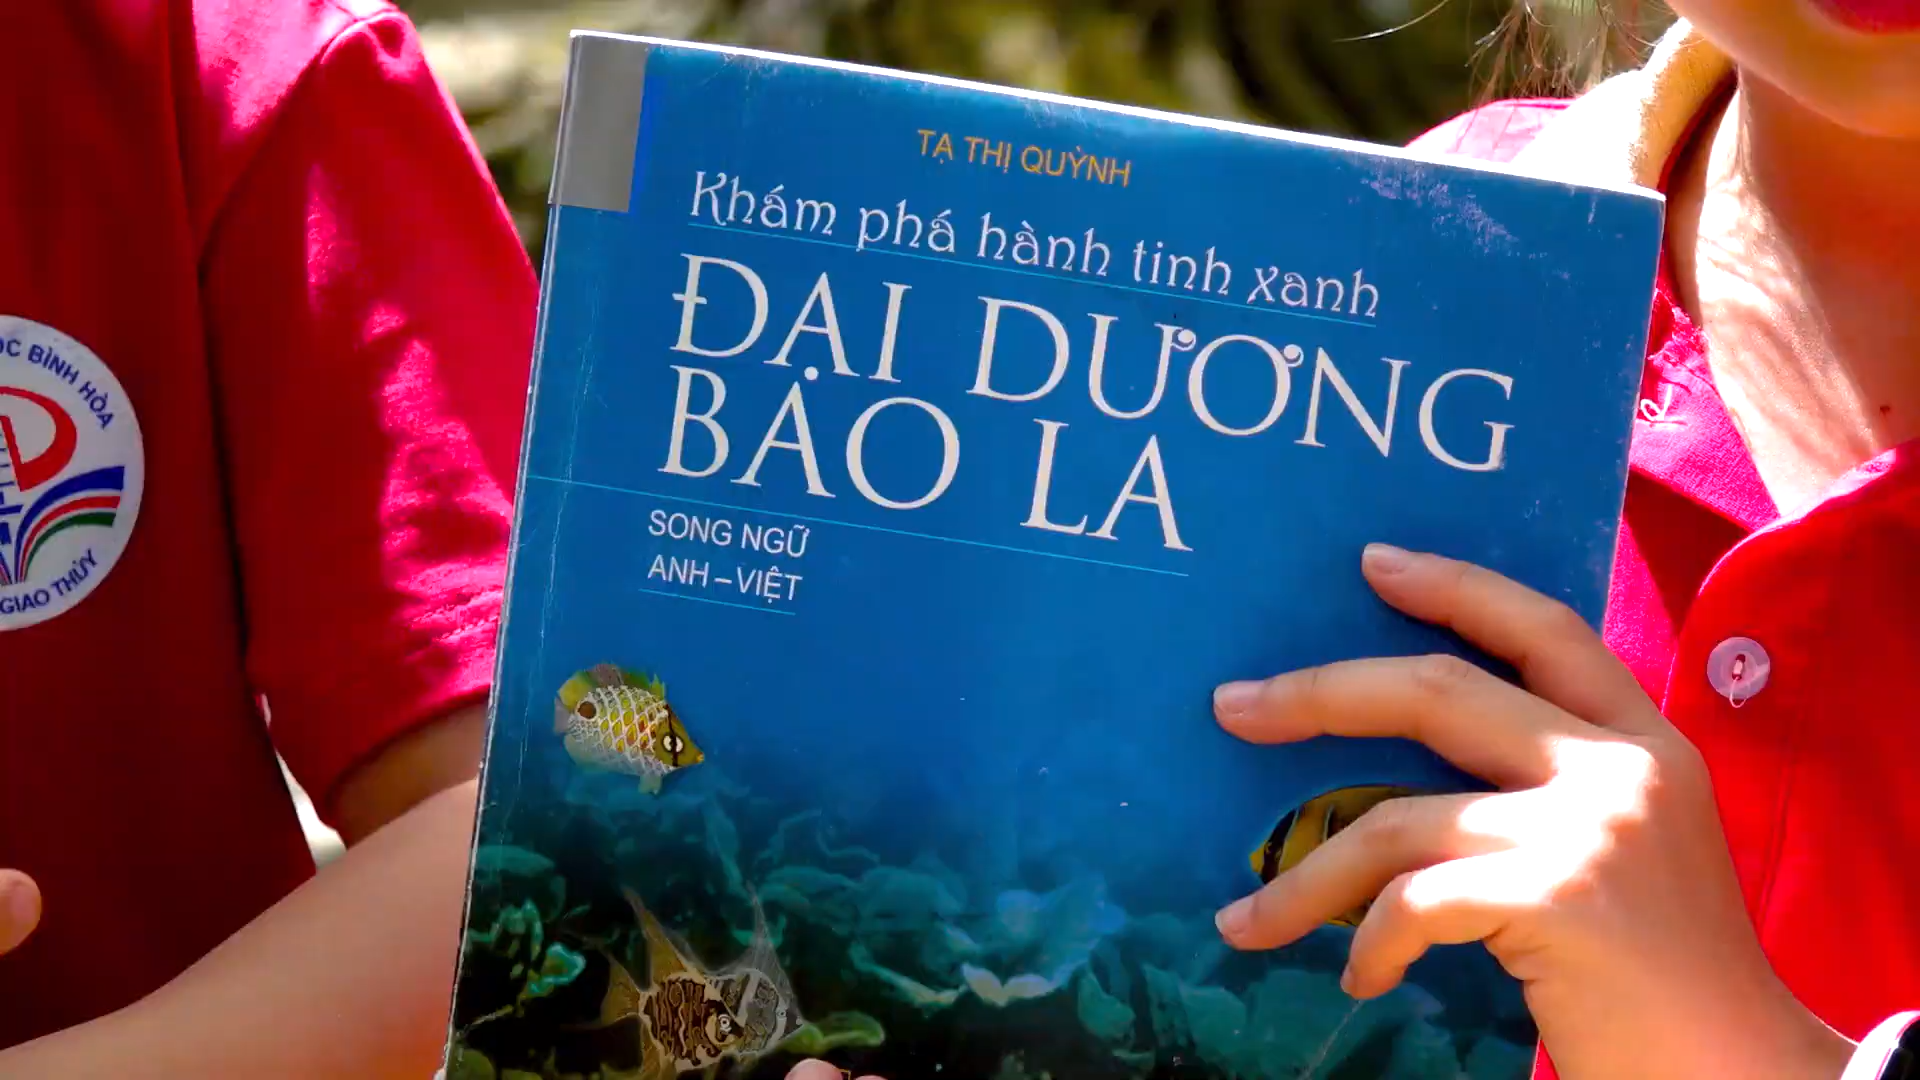 TẠ THỊ QUỲNH
Khám phá hành tinh xanh
ĐẠI DƯƠNG
BAO LA
SONG NGỮ
ANH – VIỆT
BÌNH HÒA
GIAO THỦY